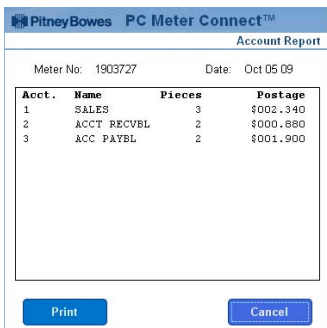 PitneyBowes PC Meter Connect™
Account Report
Meter No: 1903727 Date: Oct 05 09
Acct. Name Pieces Postage
1 SALES 3 $002.340
2 ACCT RECVBL 2 $000.880
3 ACC PAYBL 2 $001.900
Print Cancel